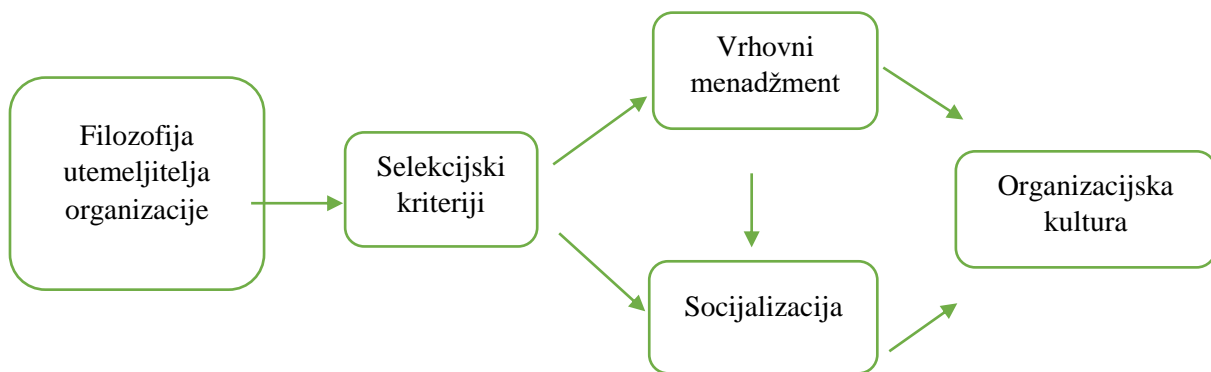 Filozofija
utemeljitelja
organizacije
Selekcijski
kriteriji
Vrhovni
menadžment
Socijalizacija
Organizacijska
kultura